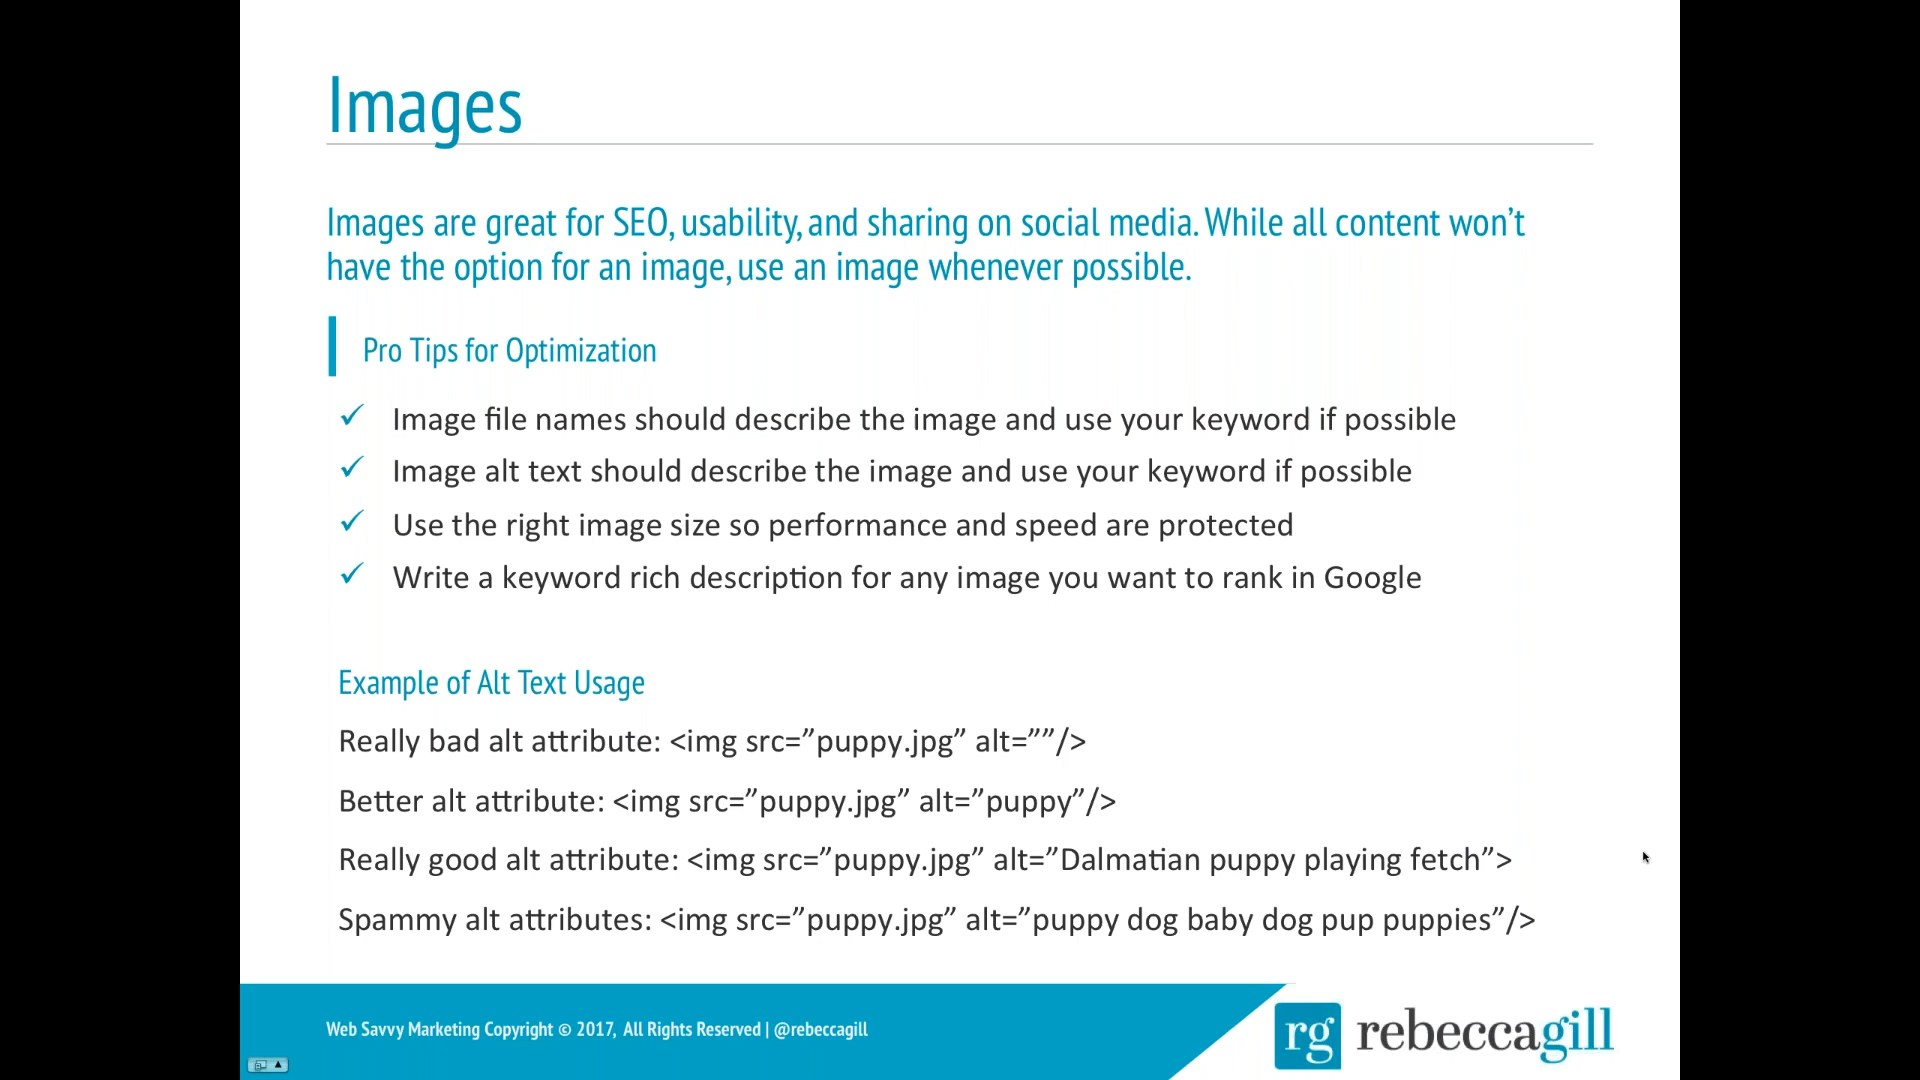 Images
Images are great for SEO, usability, and sharing on social media. While all content won’t
have the option for an image, use an image whenever possible.
Pro Tips for Optimization
Image file names should describe the image and use your keyword if possible
Image alt text should describe the image and use your keyword if possible
Use the right image size so performance and speed are protected
Write a keyword rich description for any image you want to rank in Google
Example of Alt Text Usage
Really bad alt attribute: <img src=”puppy.jpg” alt=””/>
Better alt attribute: <img src=”puppy.jpg” alt=”puppy”/>
Really good alt attribute: <img src=”puppy.jpg” alt=”Dalmatian puppy playing fetch”>
Spammy alt attributes: <img src=”puppy.jpg” alt=”puppy dog baby dog pup puppies”/>
Web Savvy Marketing Copyright © 2017, All Rights Reserved | @rebeccagill
rg rebeccagill